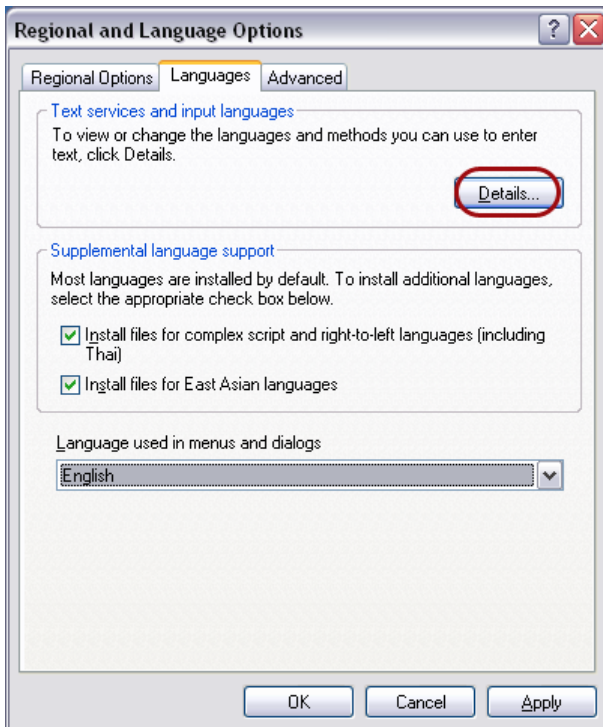 Regional and Language Options
Regional Options Languages Advanced
Text services and input languages
To view or change the languages and methods you can use to enter
text, click Details.
Details...
Supplemental language support
Most languages are installed by default. To install additional languages,
select the appropriate check box below.
Install files for complex script and right-to-left languages (including
Thai)
Install files for East Asian languages
Language used in menus and dialogs
English
OK Cancel Apply